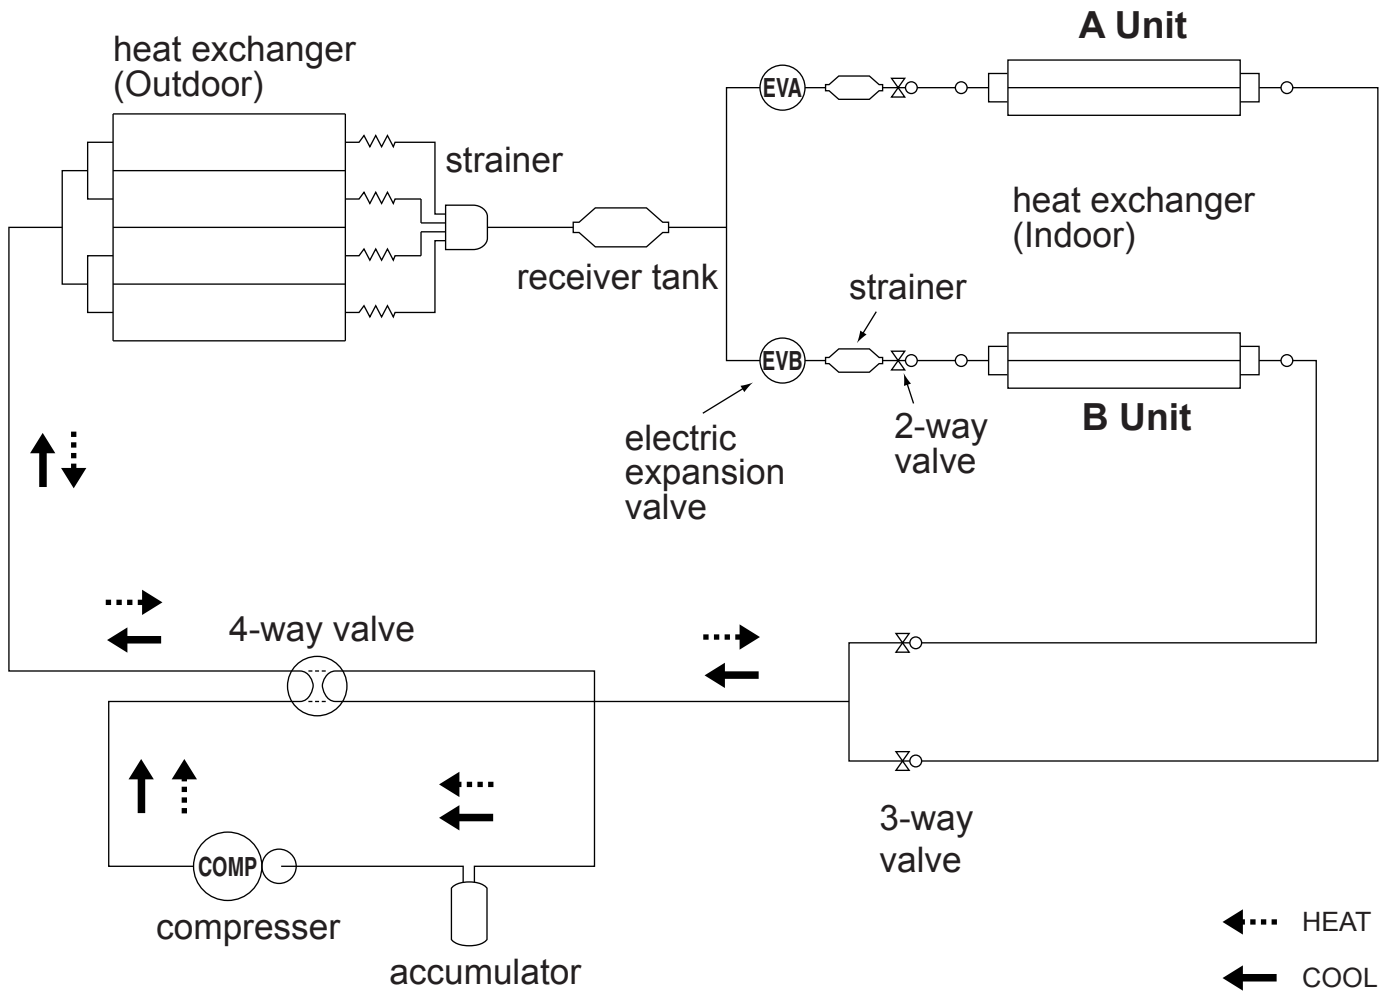 A Unit
heat exchanger
(Outdoor)
EVA
strainer
heat exchanger
(Indoor)
receiver tank
strainer
EVB
B Unit
2-way
valve
electric
expansion
valve
4-way valve
3-way
valve
COMP
compresser
accumulator
HEAT
COOL